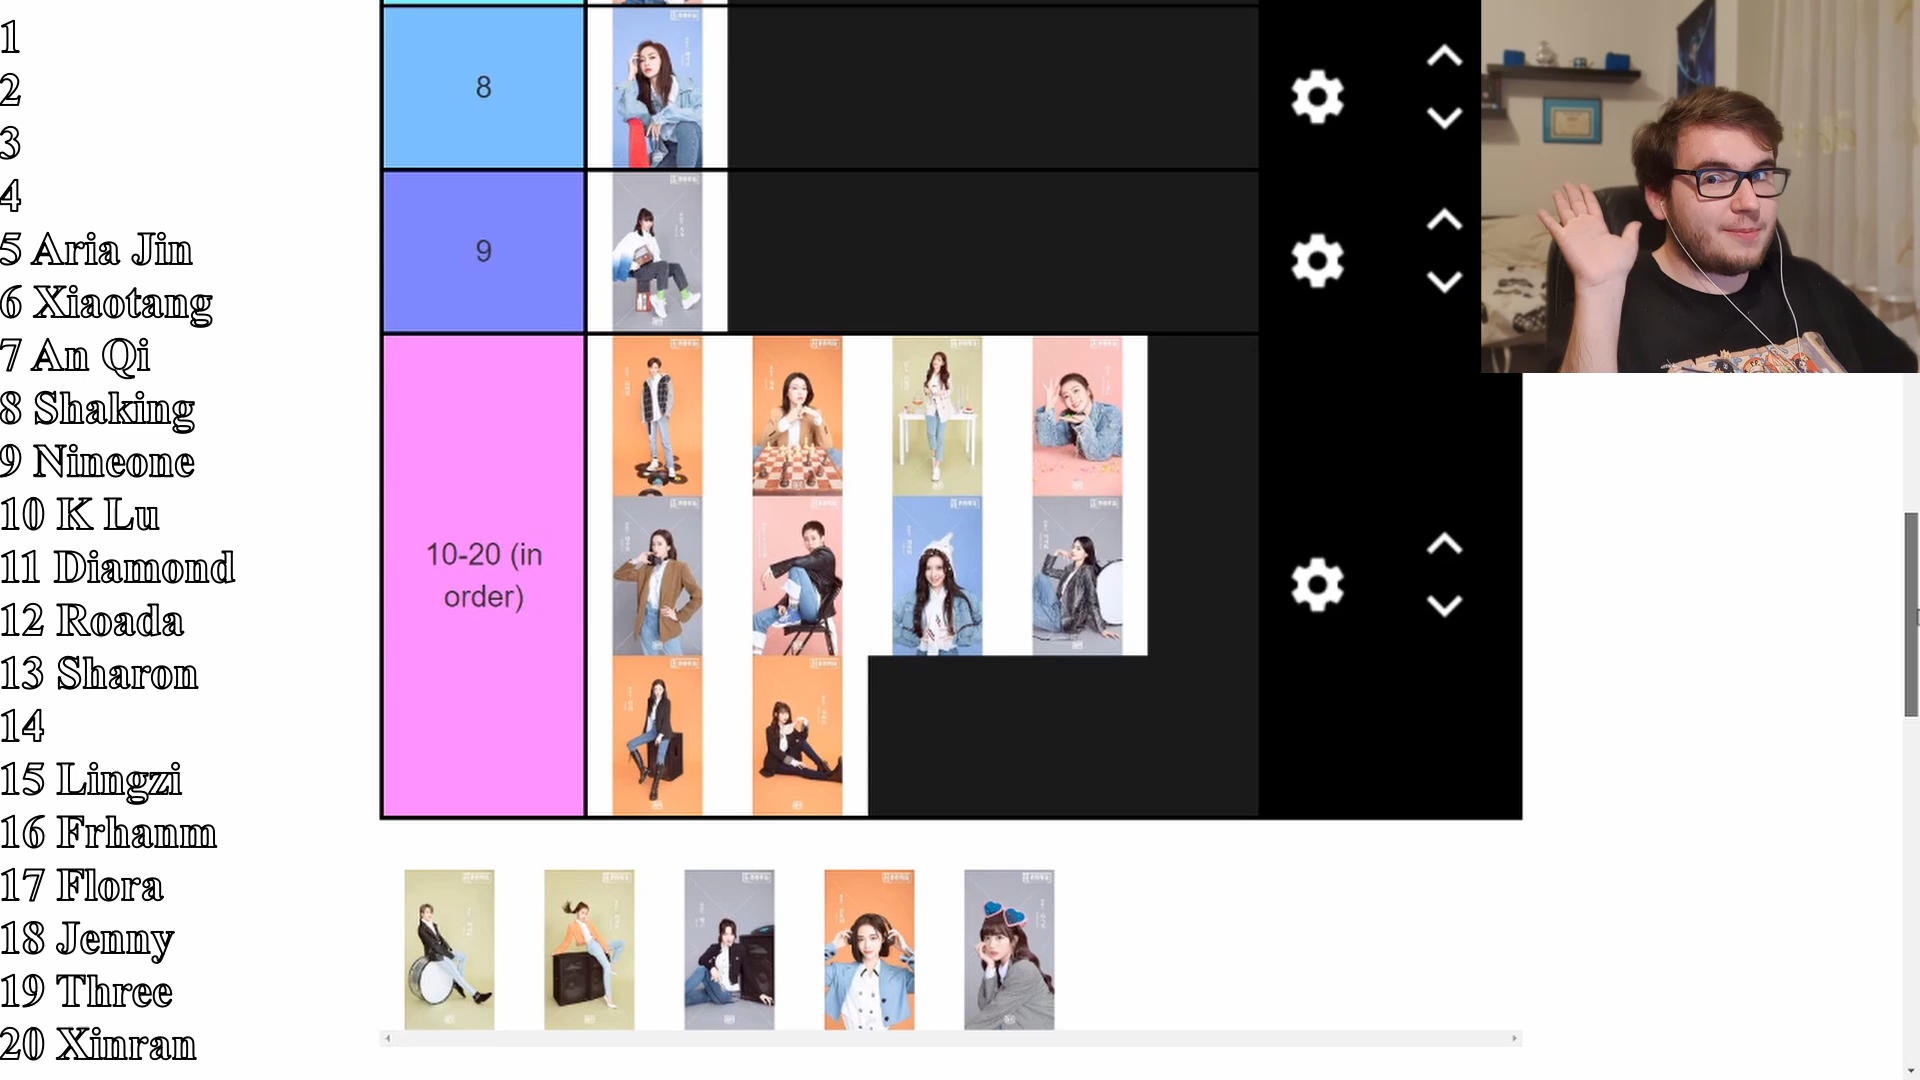 1
2
3
4
5 Aria Jin
6 Xiaotang
7 An Qi
8 Shaking
9 Nineone
10 K Lu
11 Diamond
12 Roada
13 Sharon
14
15 Lingzi
16 Frhanm
17 Flora
18 Jenny
19 Three
20 Xinran
8
9
10-20 (in
order)